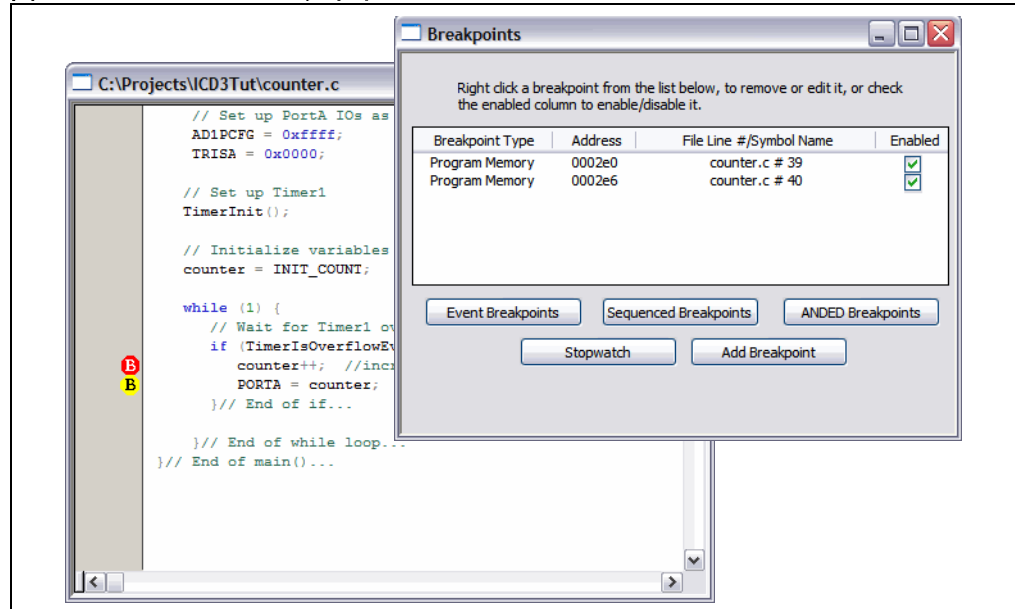 Breakpoints
Right click a breakpoint from the list below, to remove or edit it, or check
the enabled column to enable/disable it.
Breakpoint Type Address File Line #/Symbol Name Enabled
Program Memory 0002e0 counter.c # 39
Program Memory 0002e6 counter.c # 40
Event Breakpoints Sequenced Breakpoints ANDED Breakpoints
Stopwatch Add Breakpoint
C:\Projects\ICD3Tut\counter.c
// Set up PortA IOs as
AD1PCFG = 0xffff;
TRISA = 0x0000;
// Set up Timer1
TimerInit();
// Initialize variables
counter = INIT_COUNT;
while (1) {
// Wait for Timer1
if (TimerIsOverflowEv
B counter++; //inc
B PORTA = counter;
}// End of if...
}// End of while loop...
}// End of main()...